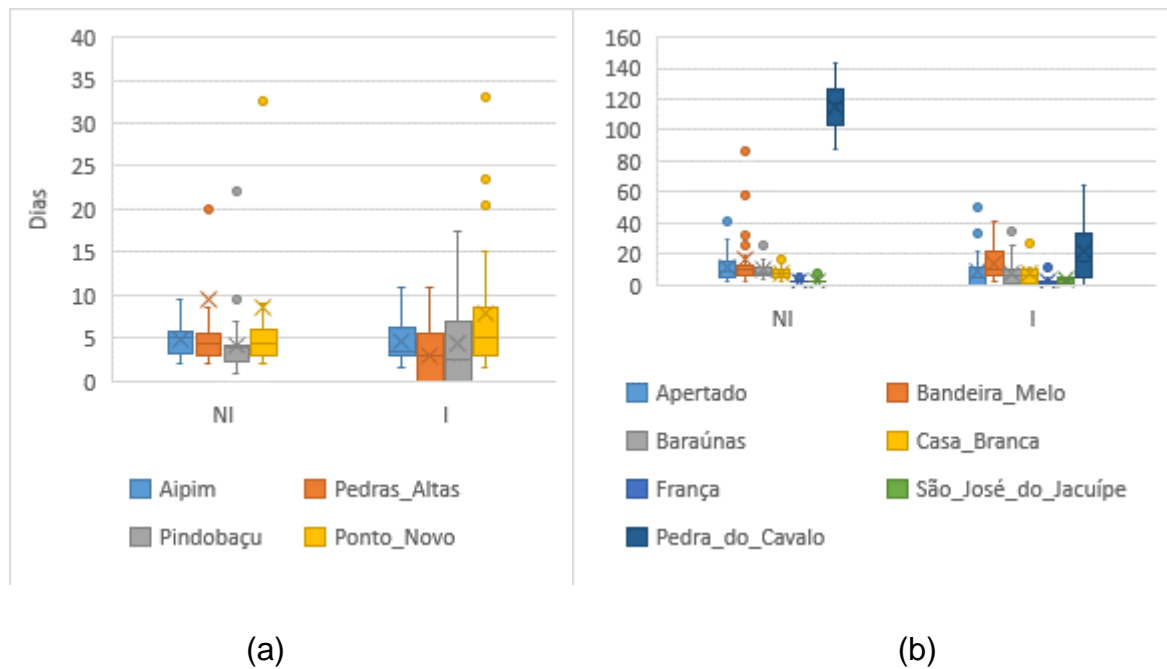 40
35
30
25
20
15
10
5
0
Dias
NI
I
Aipim
Pedras_Altas
Pindobaçu
Ponto_Novo
160
140
120
100
80
60
40
20
0
NI
I
Apertado
Bandeira_Melo
Baraúnas
Casa_Branca
França
São_José_do_Jacuípe
Pedra_do_Cavalo
(a)
(b)